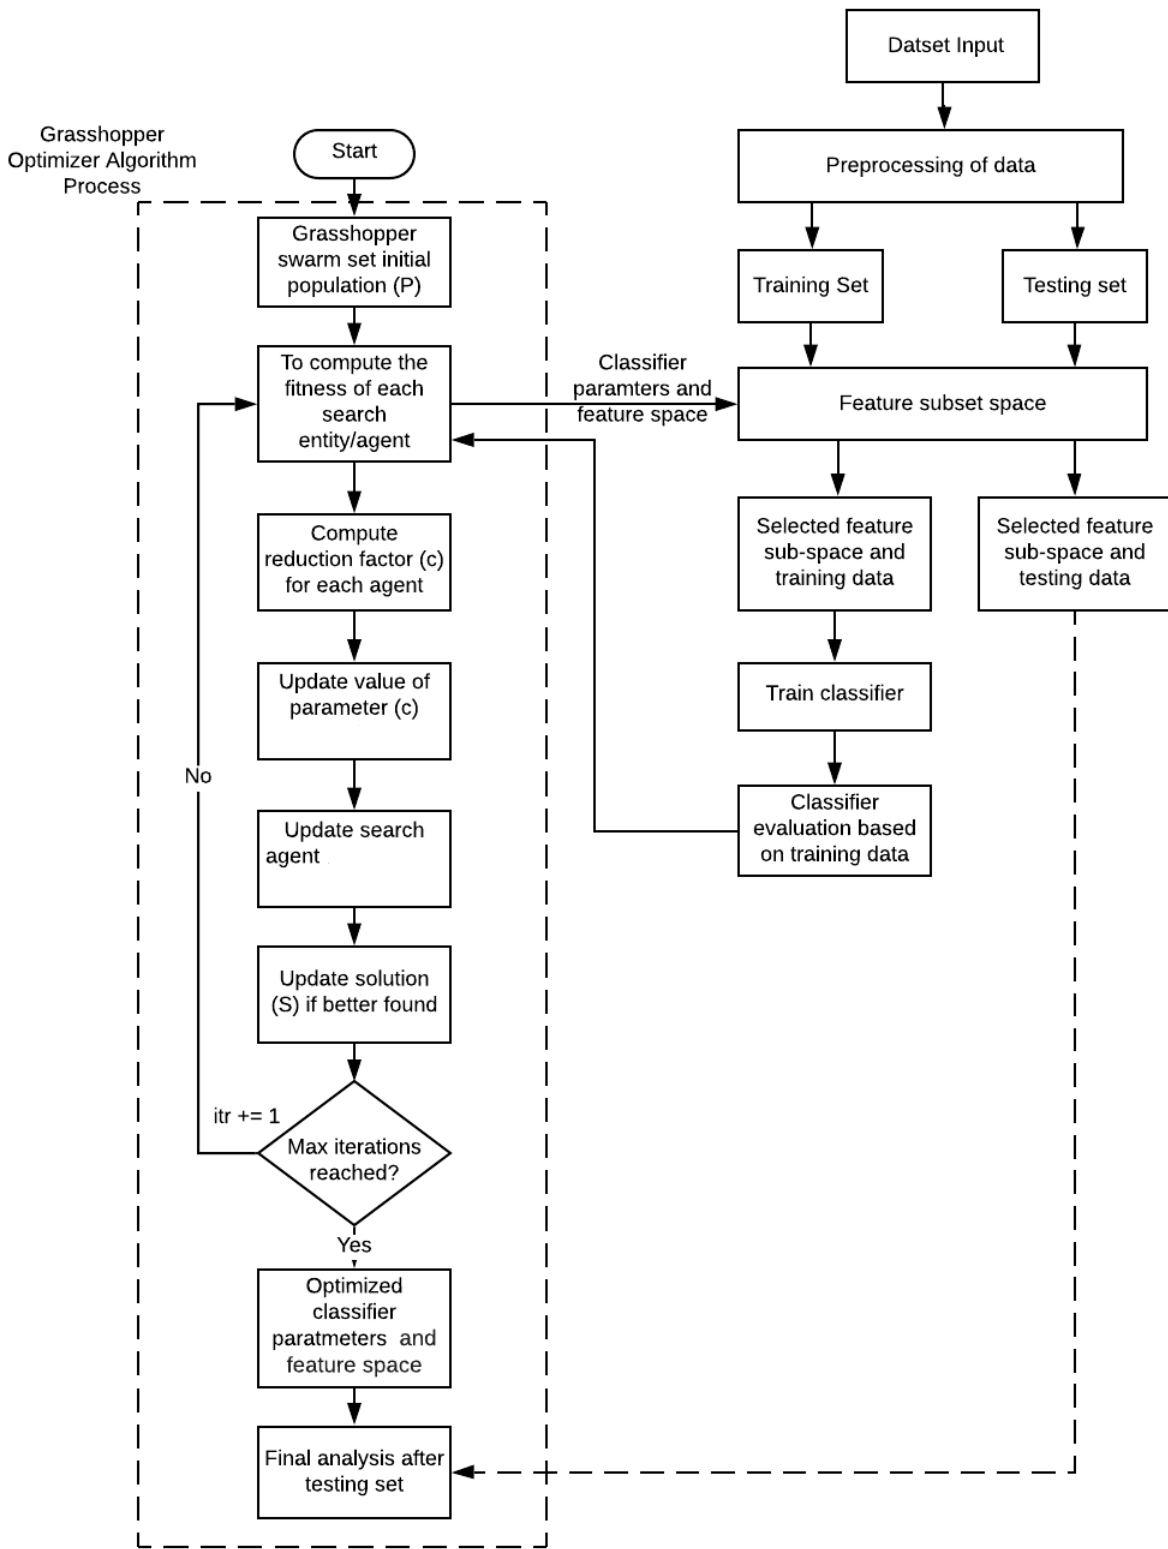 Datset Input
Grasshopper
Optimizer Algorithm
Process
Start
Preprocessing of data
Grasshopper
swarm set initial
population (P)
Training Set
Testing set
To compute the
fitness of each
search
entity/agent
Classifier
paramters and
feature space
Feature subset space
Compute
reduction factor (c)
for each agent
Selected feature
sub-space and
training data
Selected feature
sub-space and
testing data
Update value of
parameter (c)
Train classifier
No
Update search
agent
Classifier
evaluation based
on training data
Update solution
(S) if better found
itr += 1
Max iterations
reached?
Yes
Optimized
classifier
paratmeters and
feature space
Final analysis after
testing set